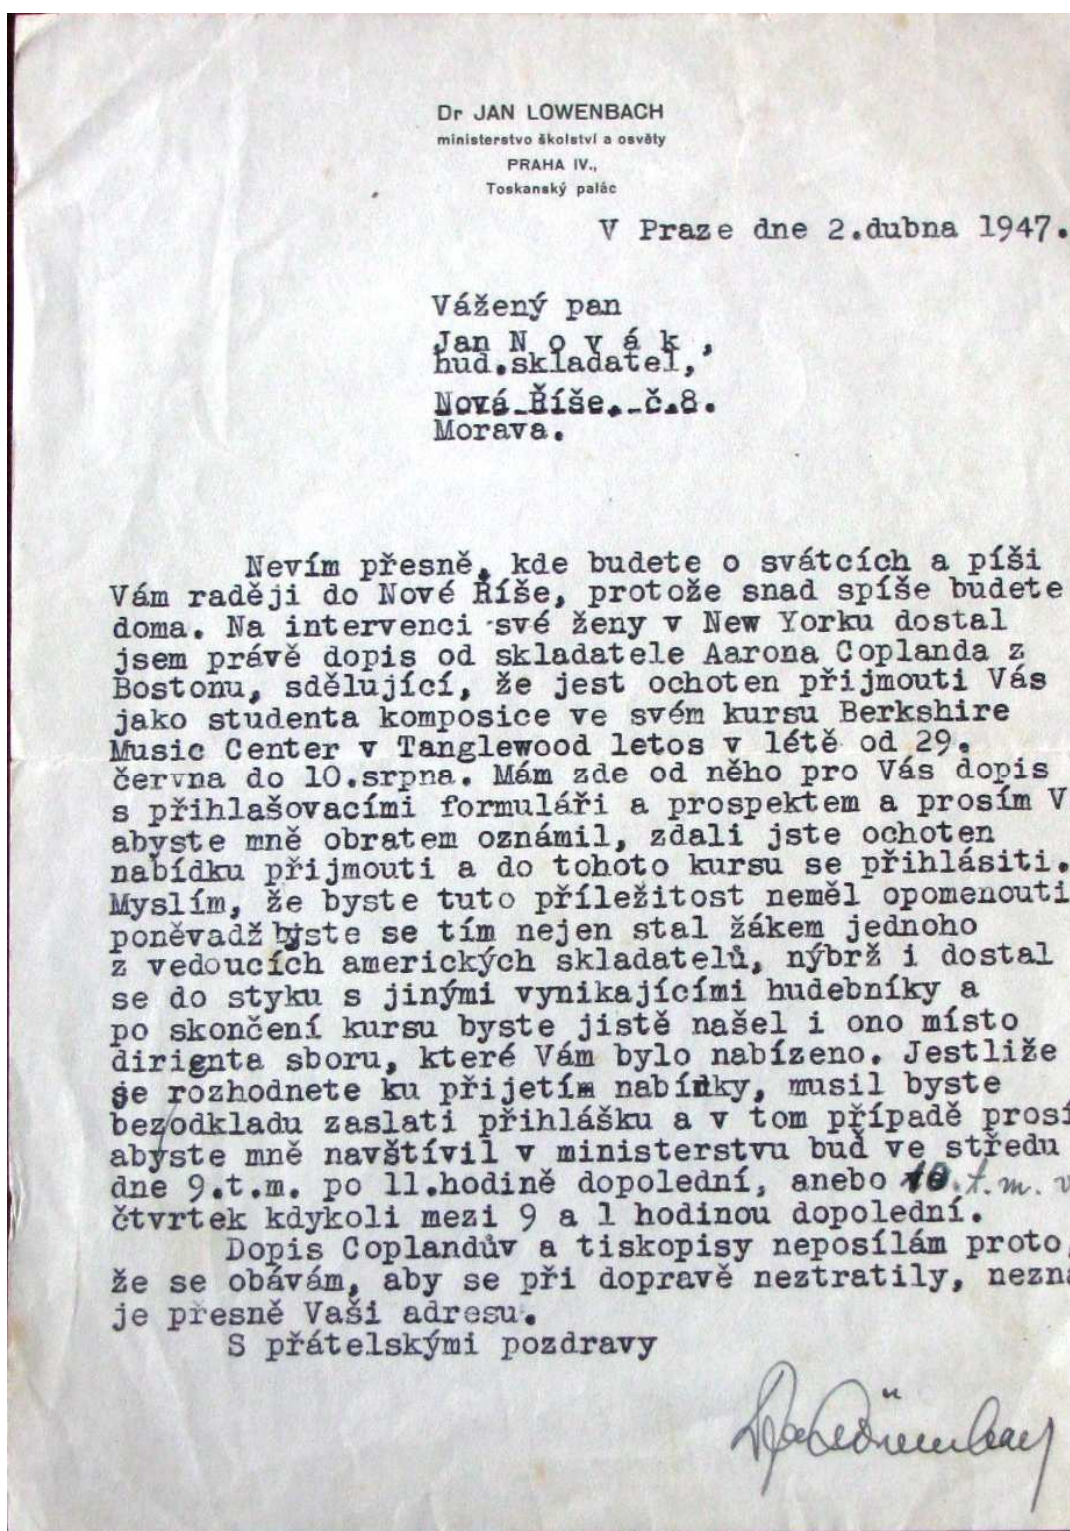 Dr JAN LOWENBACH
ministerstvo školství a osvěty
PRAHA IV.,
Toskanský palác
V Praze dne 2.dubna 1947.
Vážený pan
Jan N o v á k ,
hud.skladatel,
Nová Říše, č.8.
Morava.
Nevím přesně, kde budete o svátcích a píši
Vám raději do Nové Říše, protože snad spíše budete
doma. Na intervenci své ženy v New Yorku dostal
jsem právě dopis od skladatele Aarona Coplanda z
Bostonu, sdělující, že jest ochoten přijmouti Vás
jako studenta komposice ve svém kursu Berkshire
Music Center v Tanglewood letos v létě od 29.
června do 10.srpna. Mám zde od něho pro Vás dopis
s přihlašovacími formuláři a prospektem a prosím V
abyste mně obratem oznámil, zdali jste ochoten
nabídku přijmouti a do tohoto kursu se přihlásiti.
Myslím, že byste tuto příležitost neměl opomenouti
poněvadž byste se tím nejen stal žákem jednoho
z vedoucích amerických skladatelů, nýbrž i dostal
se do styku s jinými vynikajícími hudebníky a
po skončení kursu byste jistě našel i ono místo
dirignta sboru, které Vám bylo nabízeno. Jestliže
se rozhodnete ku přijetím nabídky, musil byste
bez odkladu zaslati přihlášku a v tom případě prosí
abyste mně navštívil v ministerstvu buď ve středu
dne 9.t.m. po 11.hodině dopolední, anebo 10.t.m. v
čtvrtek kdykoli mezi 9 a 1 hodinou dopolední.
Dopis Coplandův a tiskopisy neposílám proto,
že se obávám, aby se při dopravě neztratily, nezna
je přesně Vaši adresu.
S přátelskými pozdravy